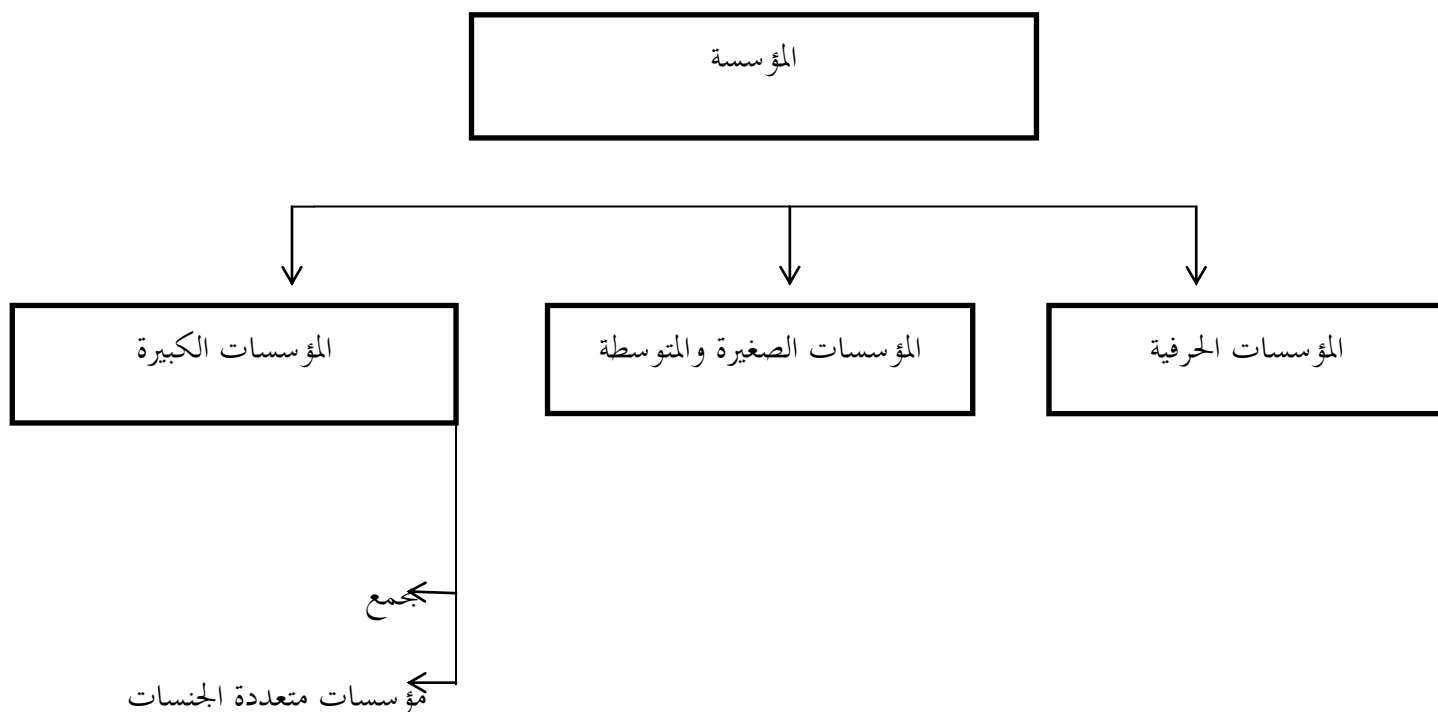 المؤسسة
المؤسسات الحرفية
المؤسسات الصغيرة والمتوسطة
المؤسسات الكبيرة
مجمع
مؤسسات متعددة الجنسات